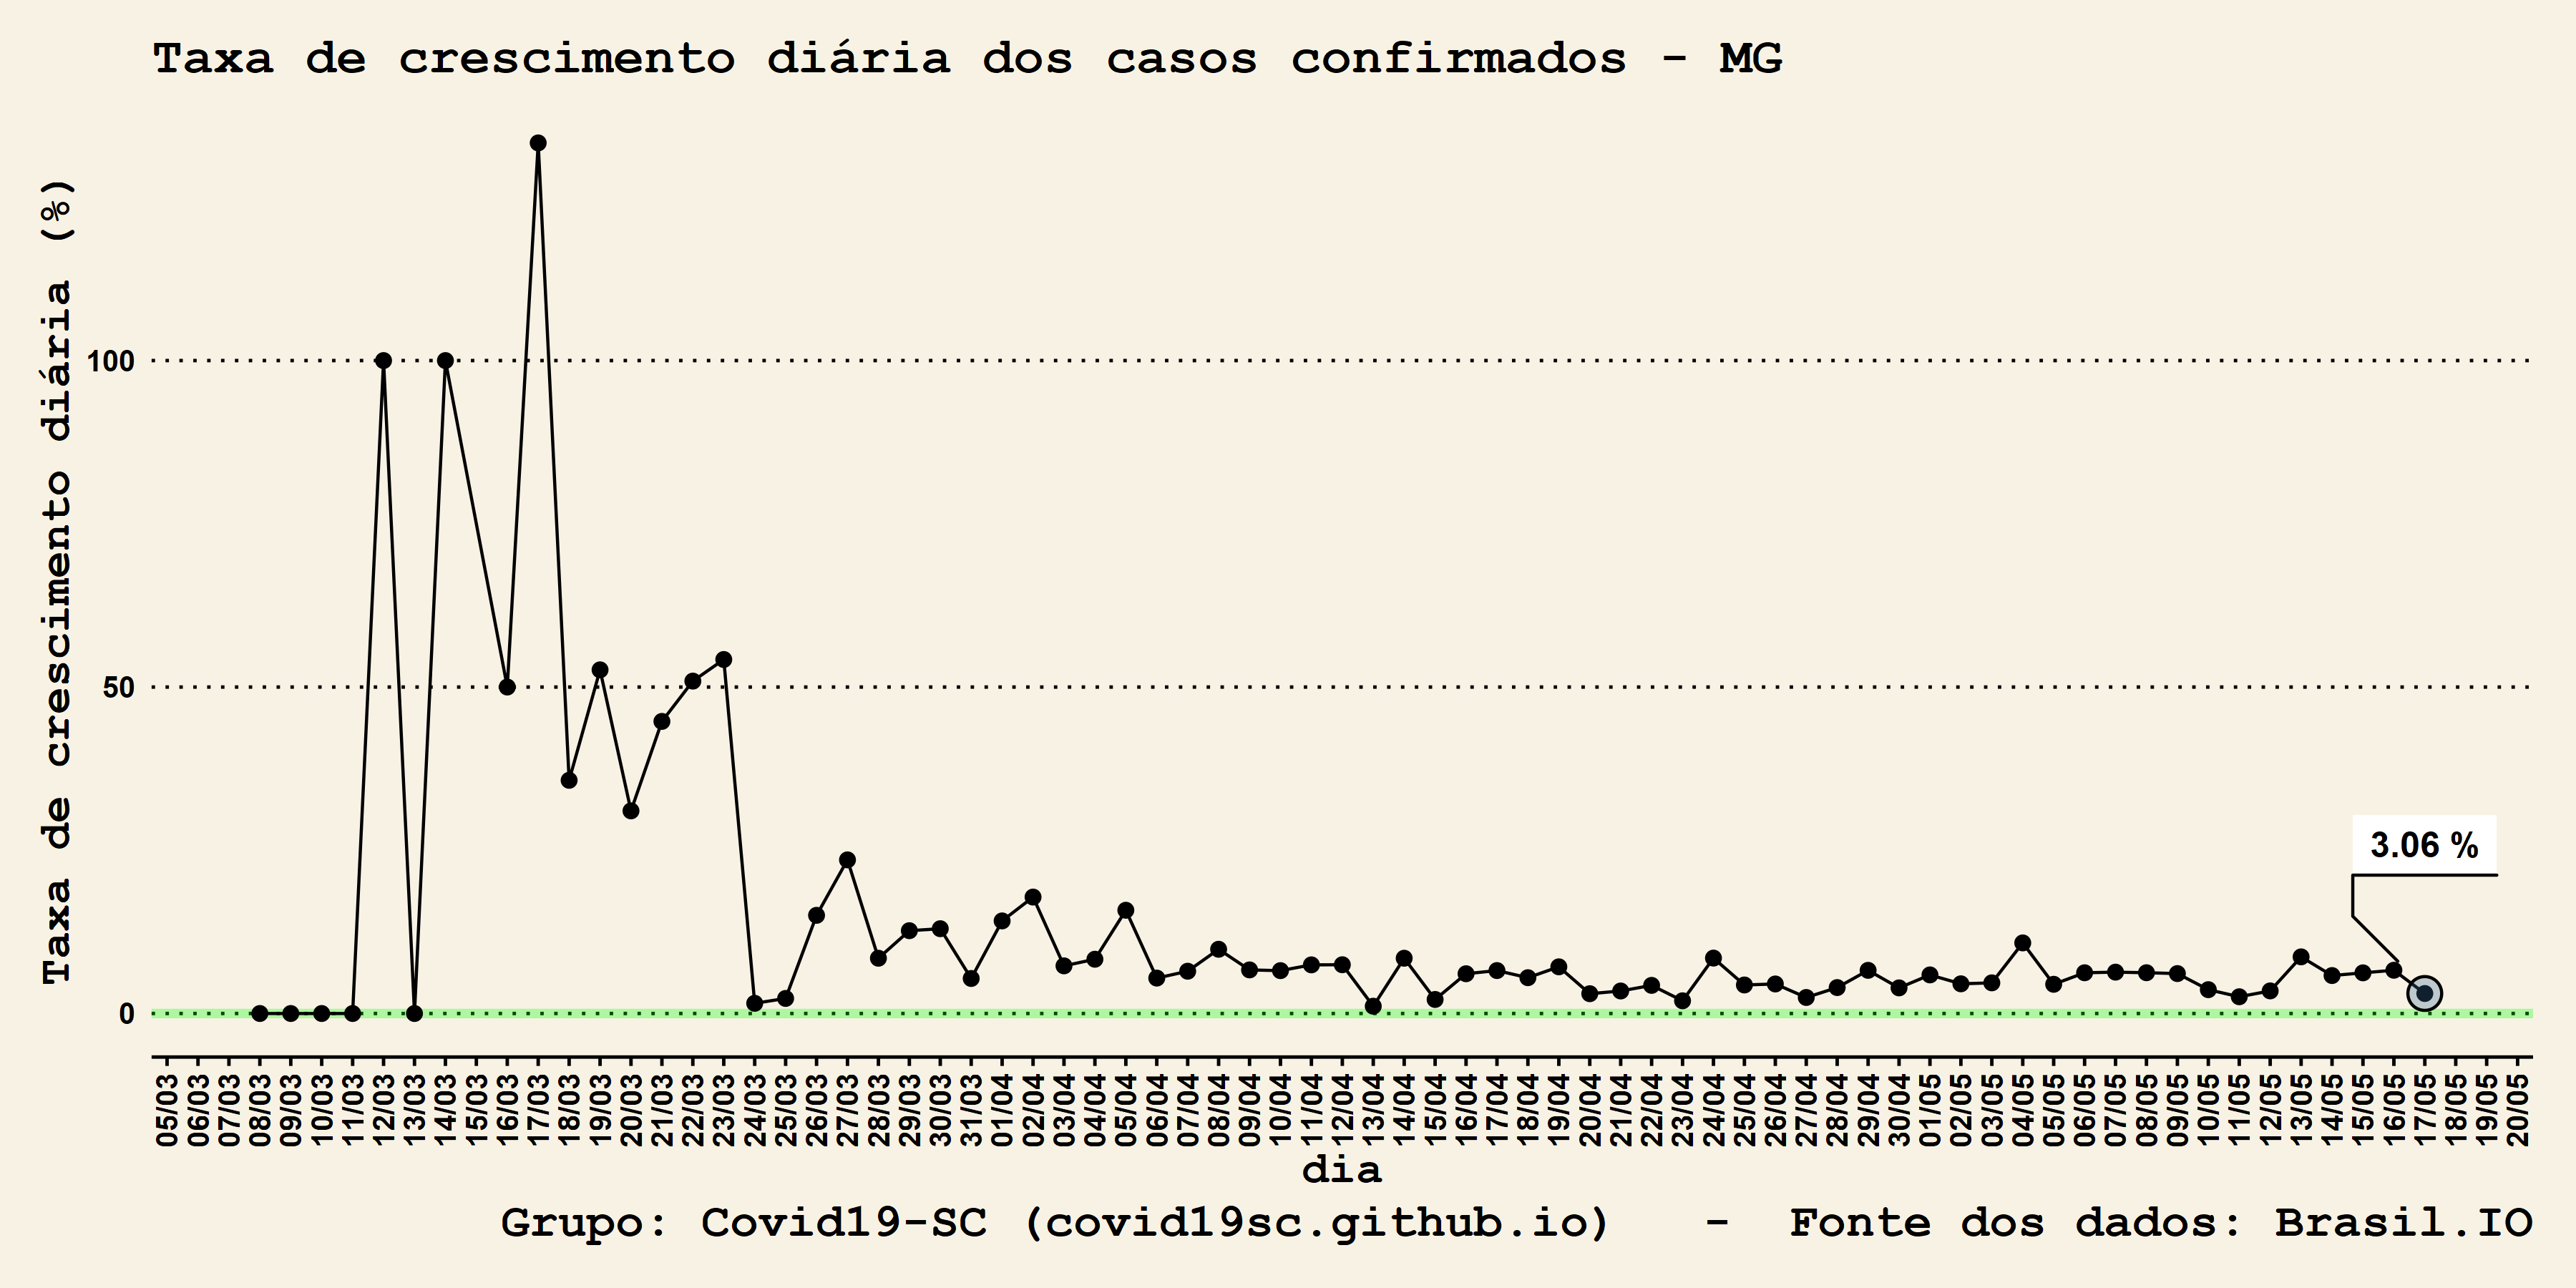 Taxa de crescimento diária dos casos confirmados - MG
Taxa de crescimento diária (%)
100
50
0
3.06 %
05/03 06/03 07/03 08/03 09/03 10/03 11/03 12/03 13/03 14/03 15/03 16/03 17/03 18/03 19/03 20/03 21/03 22/03 23/03 24/03 25/03 26/03 27/03 28/03 29/03 30/03 31/03 01/04 02/04 03/04 04/04 05/04 06/04 07/04 08/04 09/04 10/04 11/04 12/04 13/04 14/04 15/04 16/04 17/04 18/04 19/04 20/04 21/04 22/04 23/04 24/04 25/04 26/04 27/04 28/04 29/04 30/04 01/05 02/05 03/05 04/05 05/05 06/05 07/05 08/05 09/05 10/05 11/05 12/05 13/05 14/05 15/05 16/05 17/05 18/05 19/05 20/05
dia
Grupo: Covid19-SC (covid19sc.github.io) - Fonte dos dados: Brasil.IO